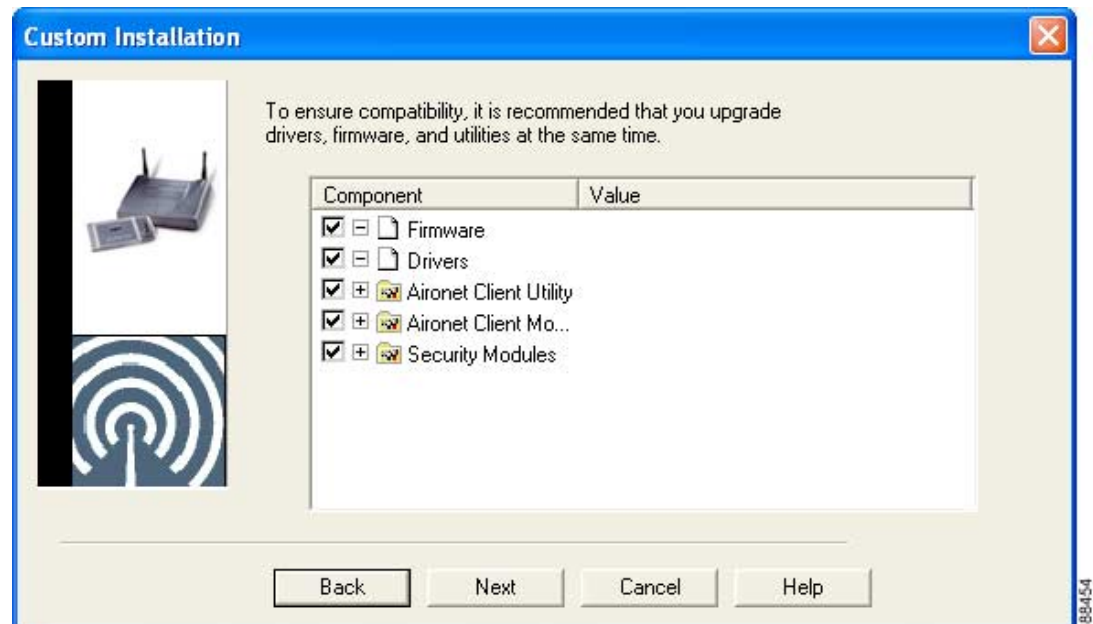 Custom Installation
To ensure compatibility, it is recommended that you upgrade
drivers, firmware, and utilities at the same time.
Component Value
Firmware
Drivers
Aironet Client Utility
Aironet Client Mo...
Security Modules
Back Next Cancel Help
88454